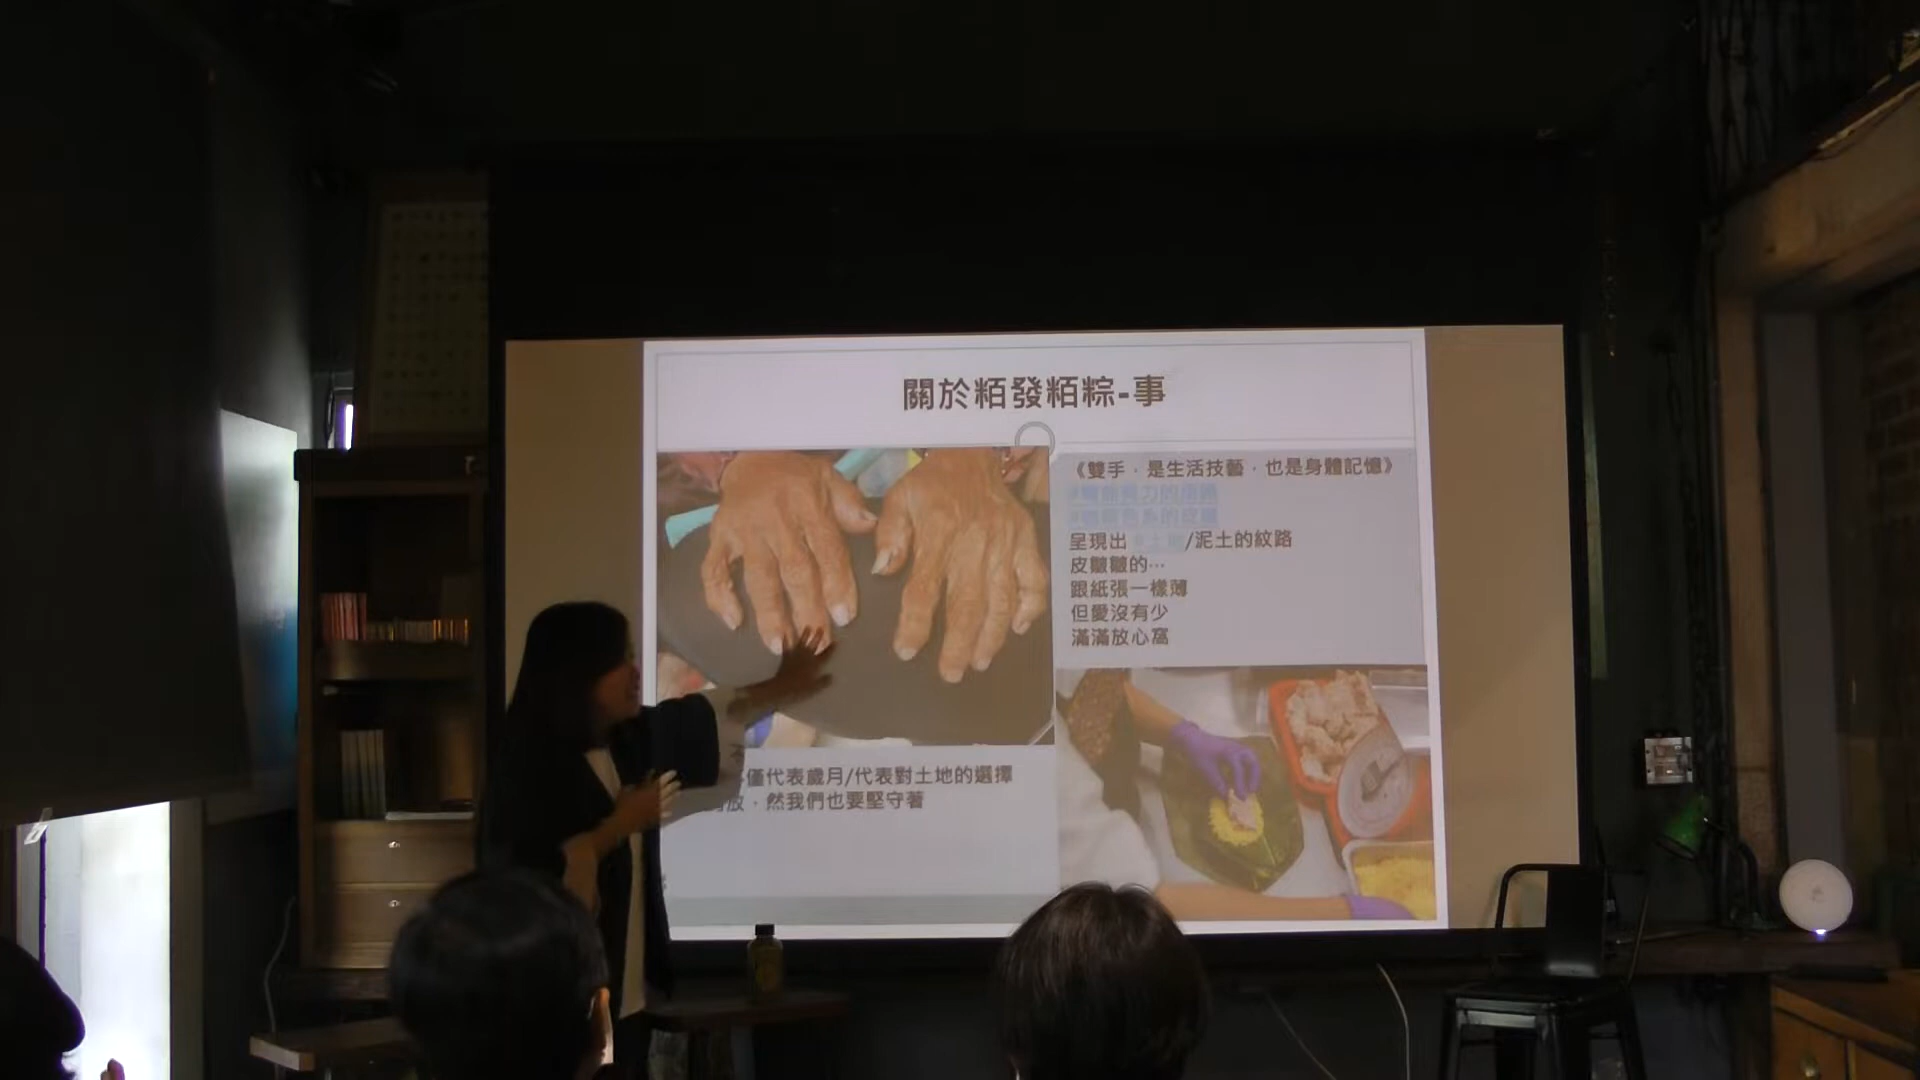 關於粨發粨粽-事
《雙手，是生活技藝，也是身體記憶》
呈現出 /泥土的紋路
皮皺皺的…
跟紙張一樣薄
但愛沒有少
滿滿放心窩
僅代表歲月/代表對土地的選擇
放，然我們也要堅守著